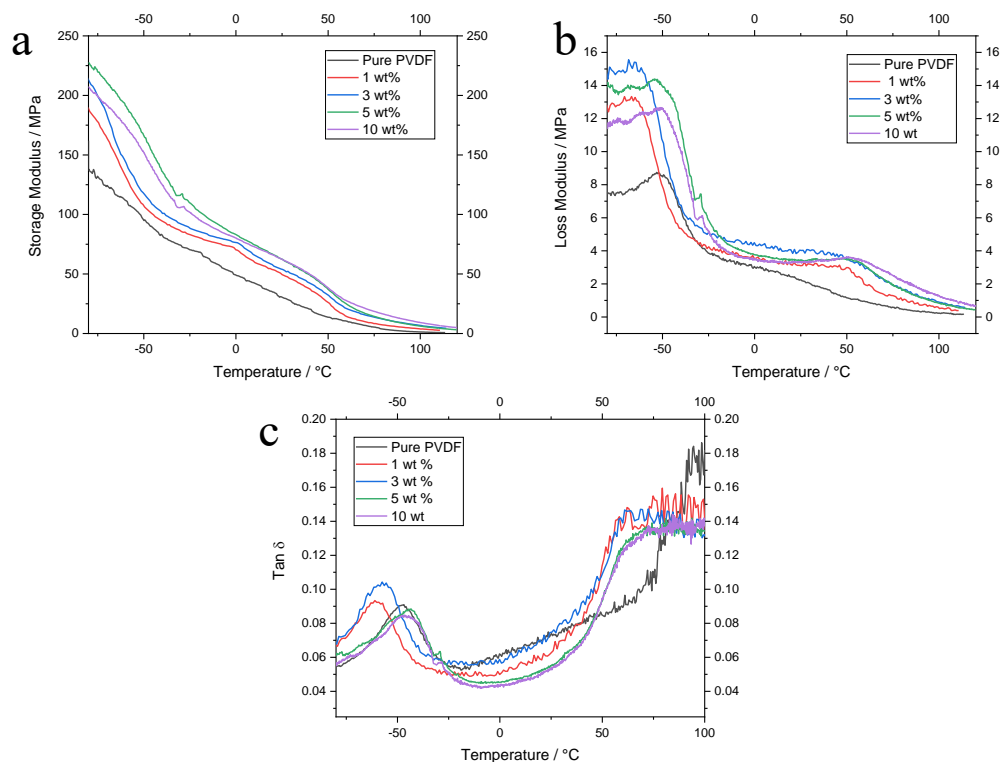 a
-50 0 50 100
250 250
200 200
150 150
100 100
50 50
0 0
-50 0 50 100
Storage Modulus / MPa
Temperature / °C
Pure PVDF
1 wt%
3 wt%
5 wt%
10 wt%
b
-50 0 50 100
16 16
14 14
12 12
10 10
8 8
6 6
4 4
2 2
0 0
-50 0 50 100
Loss Modulus / MPa
Temperature / °C
Pure PVDF
1 wt%
3 wt%
5 wt%
10 wt
c
-50 0 50 100
0.20 0.20
0.18 0.18
0.16 0.16
0.14 0.14
0.12 0.12
0.10 0.10
0.08 0.08
0.06 0.06
0.04 0.04
-50 0 50 100
Tan δ
Temperature / °C
Pure PVDF
1 wt %
3 wt %
5 wt %
10 wt